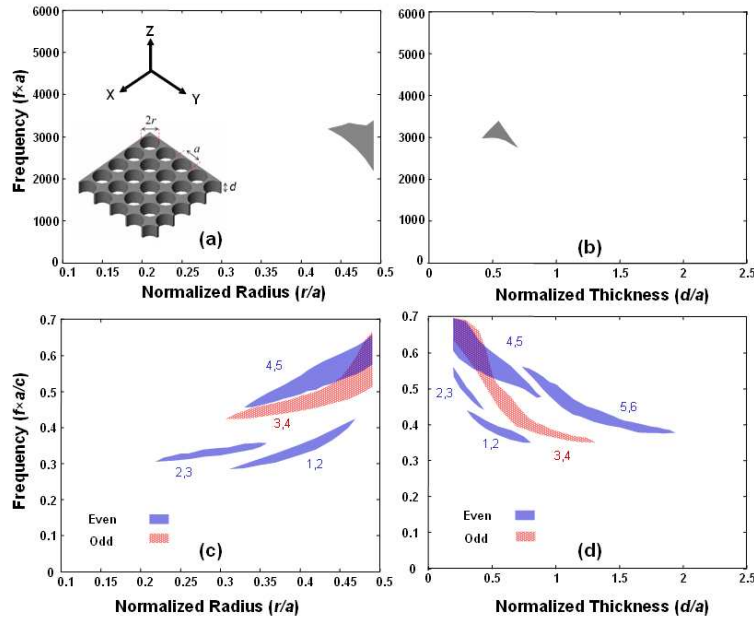 6000
5000
4000
3000
2000
1000
0
Frequency (f×a)
Z
X
Y
2r
a
d
(a)
0.1 0.15 0.2 0.25 0.3 0.35 0.4 0.45 0.5
Normalized Radius (r/a)
6000
5000
4000
3000
2000
1000
0
(b)
0 0.5 1 1.5 2 2.5
Normalized Thickness (d/a)
0.7
0.6
0.5
0.4
0.3
0.2
0.1
0
Frequency (f×a/c)
4,5
3,4
2,3
1,2
Even
Odd
(c)
0.1 0.15 0.2 0.25 0.3 0.35 0.4 0.45 0.5
Normalized Radius (r/a)
0.7
0.6
0.5
0.4
0.3
0.2
0.1
0
4,5
2,3
5,6
1,2
3,4
Even
Odd
(d)
0 0.5 1 1.5 2 2.5
Normalized Thickness (d/a)